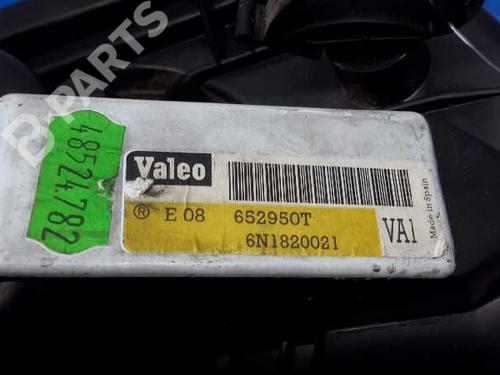 B-PARTS
48524782
Valeo
® E 08 652950T
6N1820021
VA1
Made in Spain